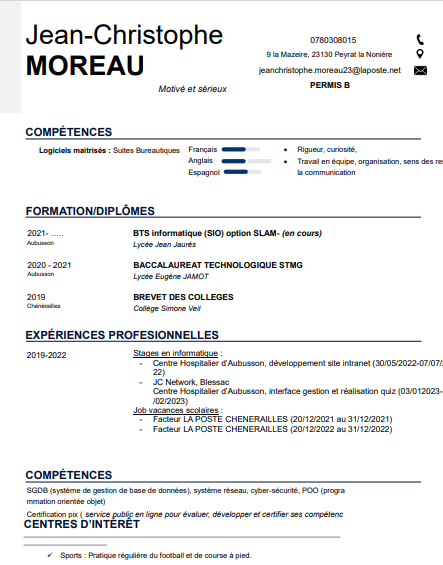 Jean-Christophe
MOREAU
Motivé et sérieux
0780308015
9 la Mazeire, 23130 Peyrat la Nonière
jeanchristophe.moreau23@laposte.net
PERMIS B
COMPÉTENCES
Logiciels maitrisés : Suites Bureautiques
Français
Anglais
Espagnol
• Rigueur, curiosité,
• Travail en équipe, organisation, sens des
la communication
FORMATION/DIPLÔMES
2021- ..... BTS informatique (SIO) option SLAM- (en cours)
Aubusson Lycée Jean Jaurès
2020 - 2021 BACCALAUREAT TECHNOLOGIQUE STMG
Aubusson Lycée Eugène JAMOT
2019 BREVET DES COLLEGES
Chénérailles Collège Simone Veil
EXPÉRIENCES PROFESIONNELLES
2019-2022 Stages en informatique :
- Centre Hospitalier d'Aubusson, développement site intranet (30/05/2022-07/07/
22)
- JC Network, Blessac
Centre Hospitalier d'Aubusson, interface gestion et réalisation quiz (03/012023-
/02/2023)
Job vacances scolaires :
- Facteur LA POSTE CHENERAILLES (20/12/2021 au 31/12/2021)
- Facteur LA POSTE CHENERAILLES (20/12/2022 au 31/12/2022)
COMPÉTENCES
SGDB (système de gestion de base de données), système réseau, cyber-sécurité, POO (progra
mmation orientée objet)
Certification pix ( service public en ligne pour évaluer, développer et certifier ses compétenc
CENTRES D'INTÉRÊT
✓ Sports : Pratique régulière du football et de course à pied.